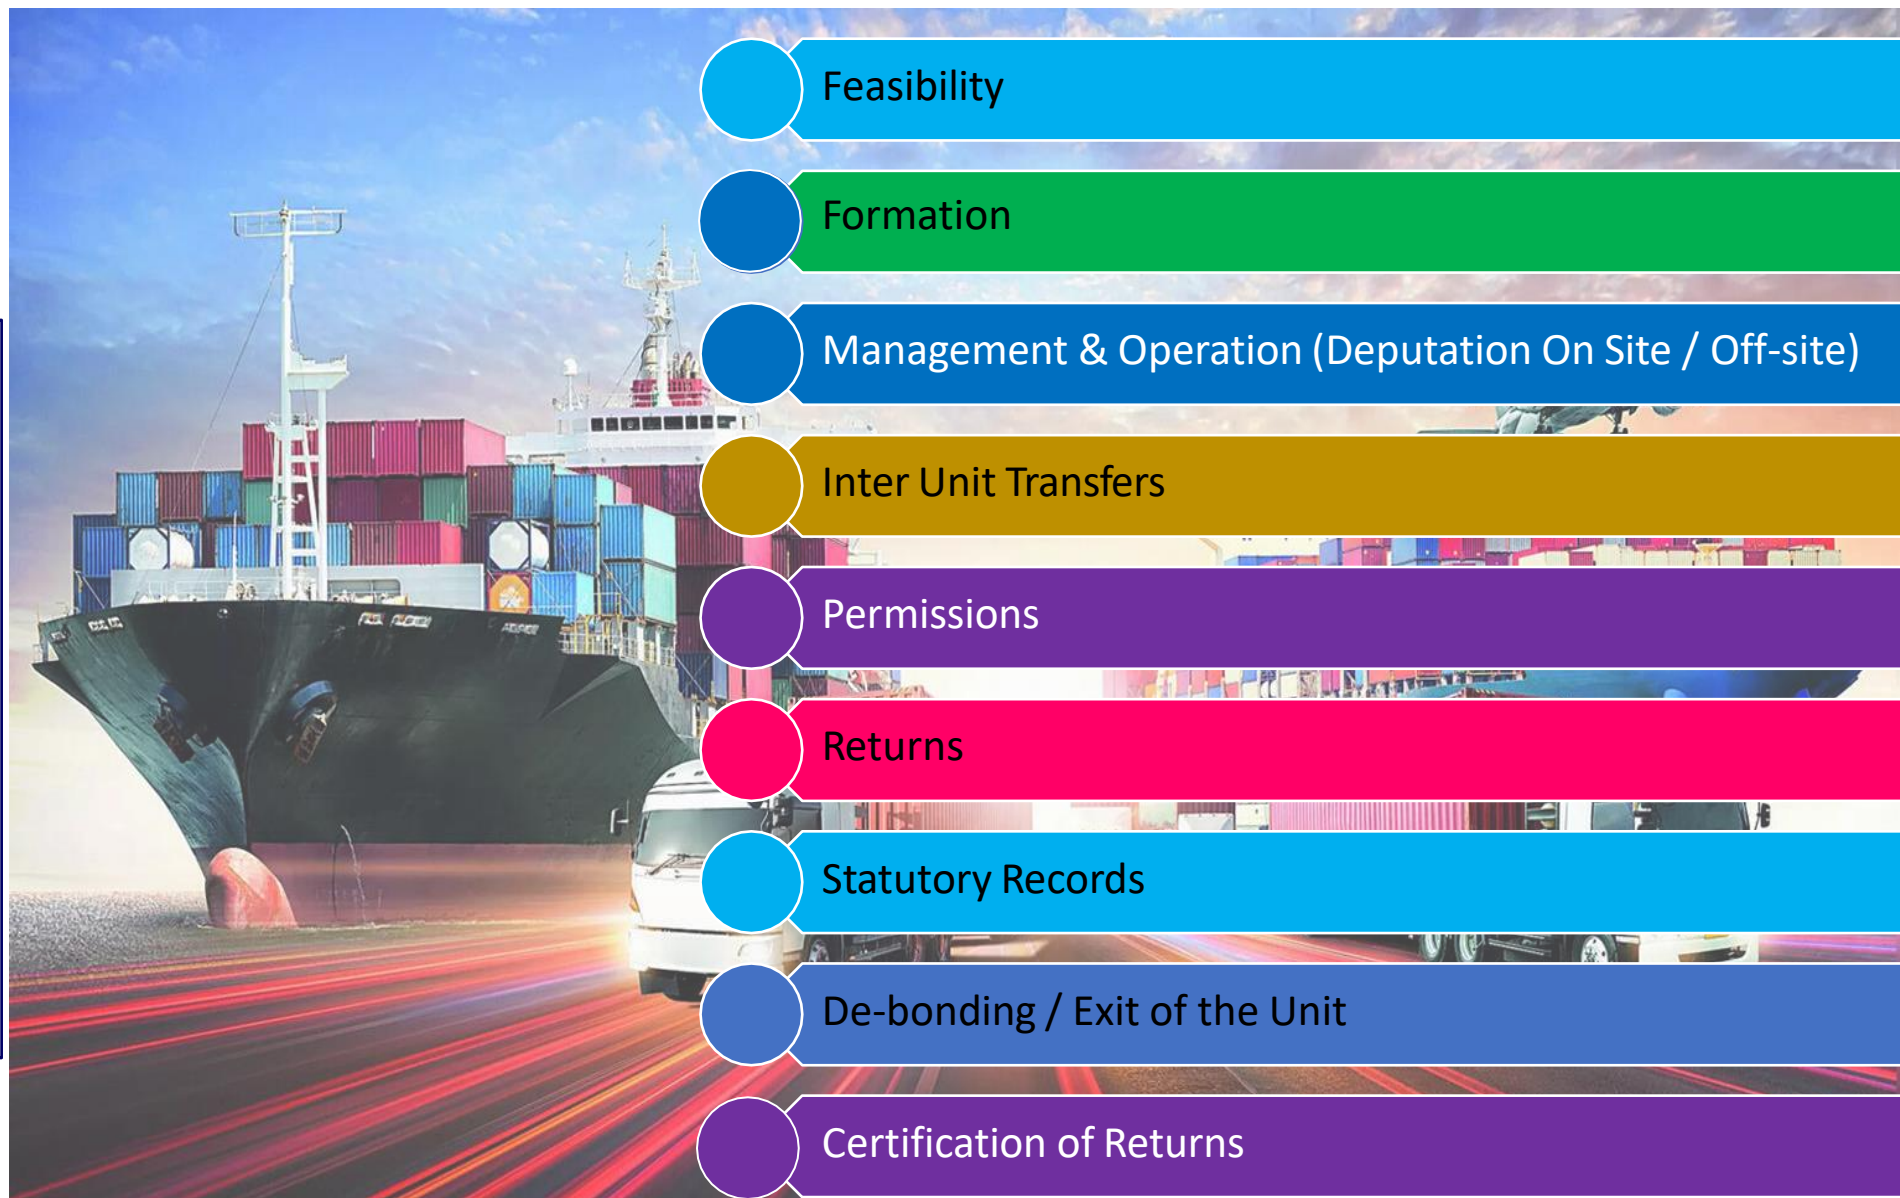 Feasibility
Formation
Management & Operation (Deputation On Site / Off-site)
Inter Unit Transfers
Permissions
Returns
Statutory Records
De-bonding / Exit of the Unit
Certification of Returns